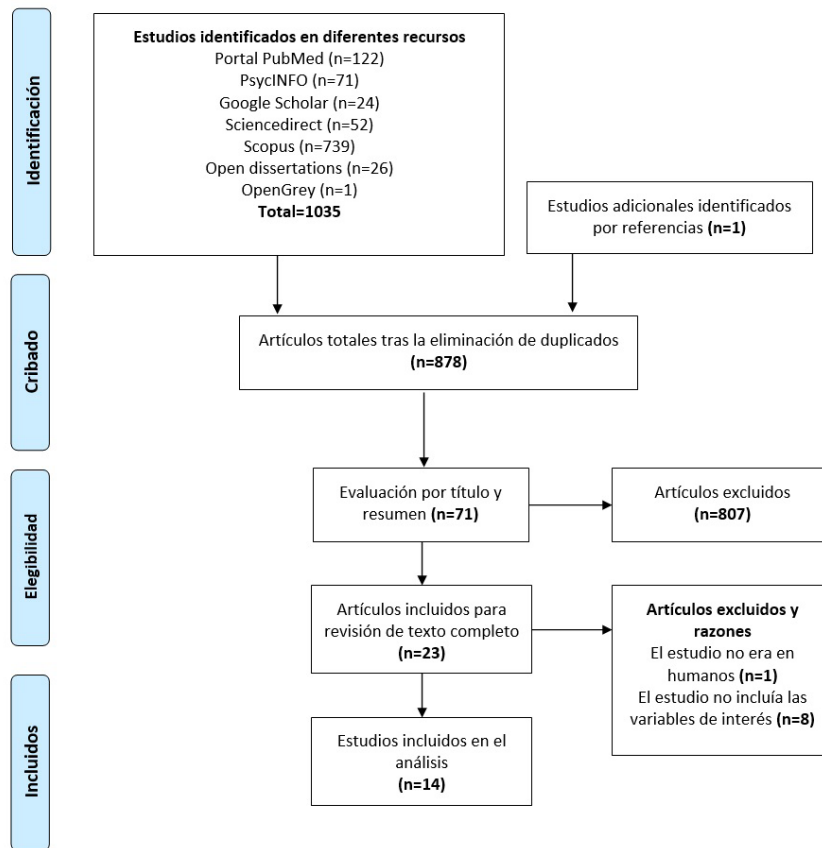 Identificación
Estudios identificados en diferentes recursos
Portal PubMed (n=122)
PsycINFO (n=71)
Google Scholar (n=24)
Sciencedirect (n=52)
Scopus (n=739)
Open dissertations (n=26)
OpenGrey (n=1)
Total=1035
Estudios adicionales identificados
por referencias (n=1)
Cribado
Artículos totales tras la eliminación de duplicados
(n=878)
Elegibilidad
Evaluación por título y
resumen (n=71)
Artículos excluidos
(n=807)
Artículos incluidos para
revisión de texto completo
(n=23)
Artículos excluidos y
razones
El estudio no era en
humanos (n=1)
El estudio no incluía las
variables de interés (n=8)
Incluidos
Estudios incluidos en el
análisis
(n=14)